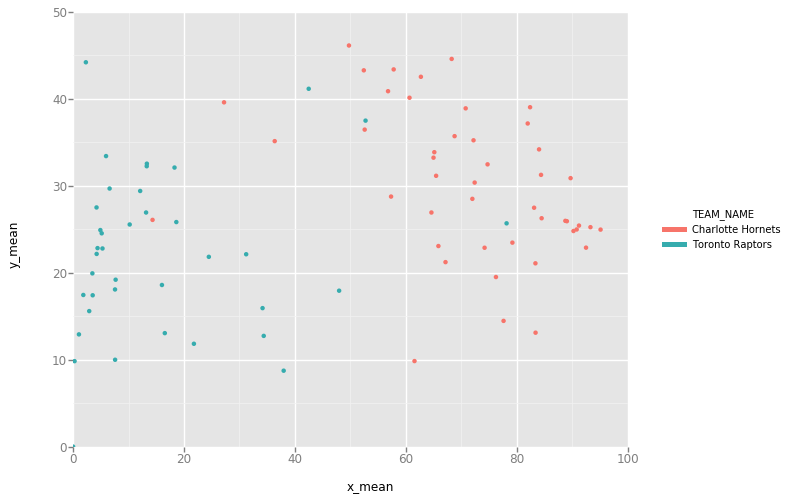 50
40
30
20
10
0
0 20 40 60 80 100
x_mean
y_mean
TEAM_NAME
Charlotte Hornets
Toronto Raptors